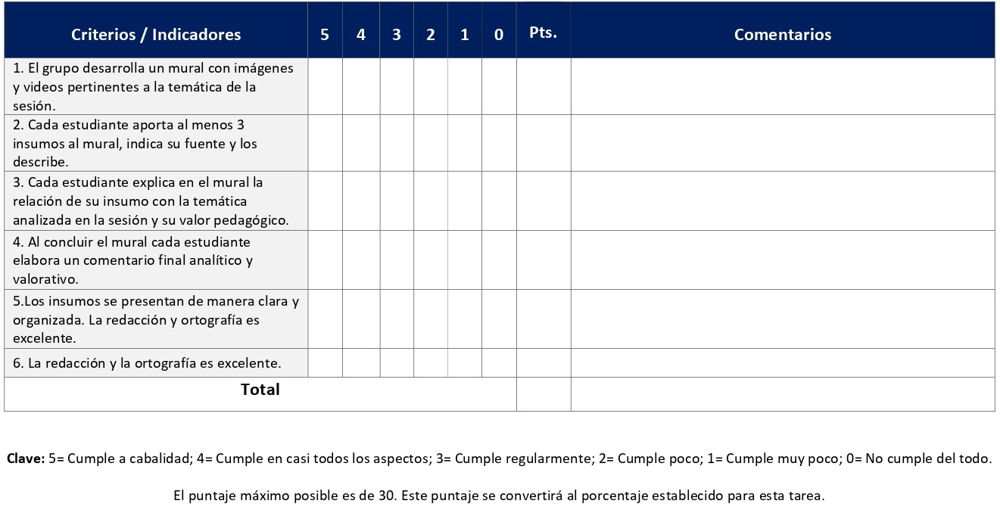 Criterios / Indicadores 5 4 3 2 1 0 Pts. Comentarios
1. El grupo desarrolla un mural con imágenes
y videos pertinentes a la temática de la
sesión.
2. Cada estudiante aporta al menos 3
insumos al mural, indica su fuente y los
describe.
3. Cada estudiante explica en el mural la
relación de su insumo con la temática
analizada en la sesión y su valor pedagógico.
4. Al concluir el mural cada estudiante
elabora un comentario final analítico y
valorativo.
5.Los insumos se presentan de manera clara y
organizada. La redacción y ortografía es
excelente.
6. La redacción y la ortografía es excelente.
Total
Clave: 5= Cumple a cabalidad; 4= Cumple en casi todos los aspectos; 3= Cumple regularmente; 2= Cumple poco; 1= Cumple muy poco; 0= No cumple del todo.
El puntaje máximo posible es de 30. Este puntaje se convertirá al porcentaje establecido para esta tarea.